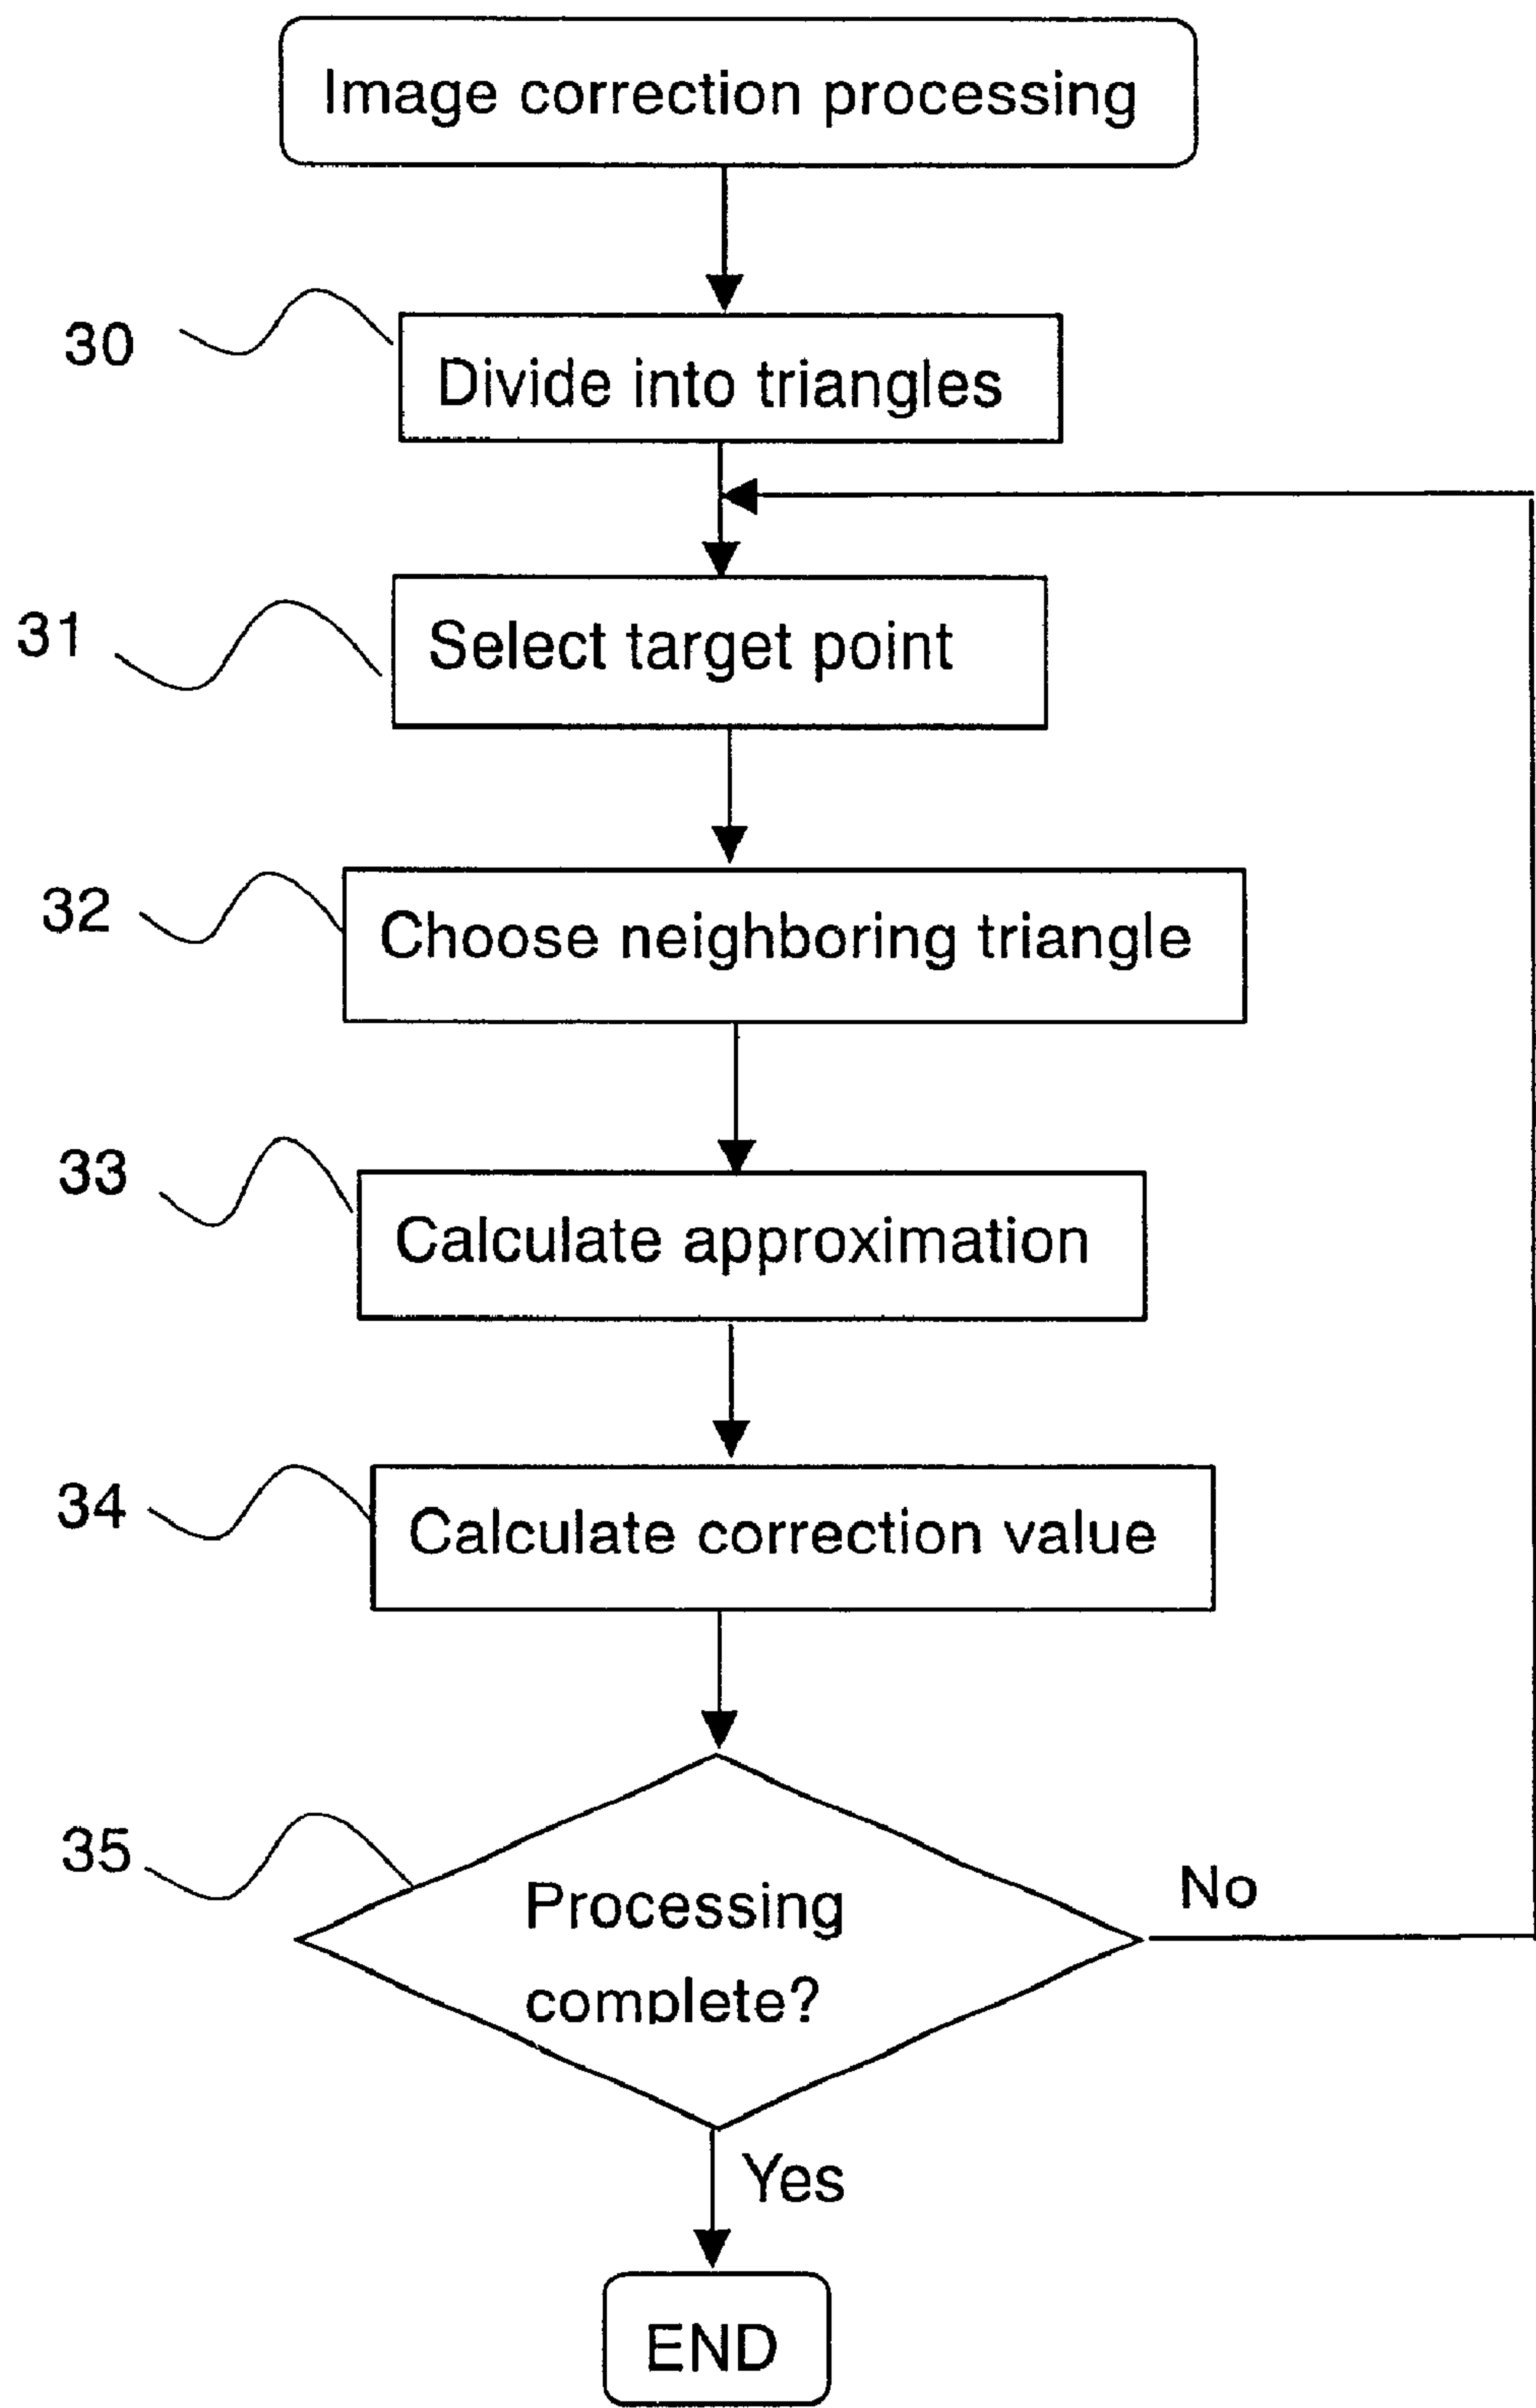 Image correction processing
30
Divide into triangles
31
Select target point
32
Choose neighboring triangle
33
Calculate approximation
34
Calculate correction value
35
Processing
complete?
No
Yes
END